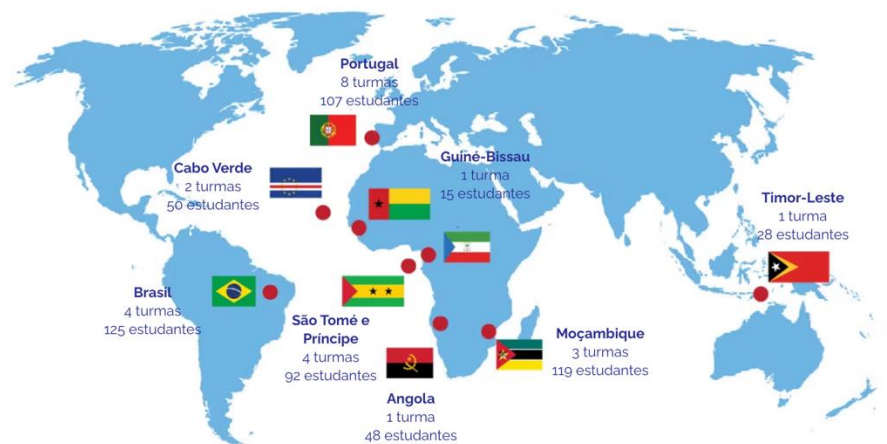 Portugal
8 turmas
107 estudantes
Cabo Verde
2 turmas
50 estudantes
Guiné-Bissau
1 turma
15 estudantes
Timor-Leste
1 turma
28 estudantes
Brasil
4 turmas
125 estudantes
São Tomé e
Príncipe
4 turmas
92 estudantes
Angola
1 turma
48 estudantes
Moçambique
3 turmas
119 estudantes